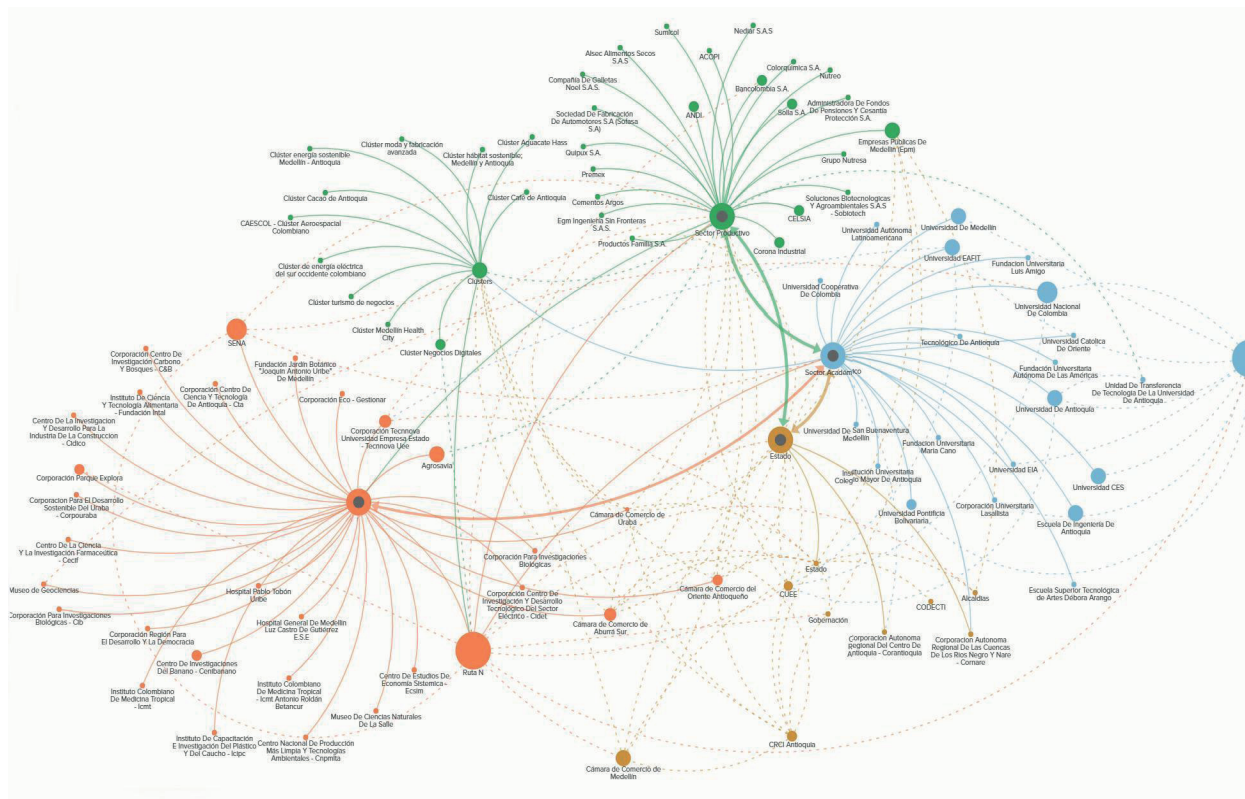 Sumicol
Nediar S.A.S
Alsec Alimentos Secos
S.A.S
ACOPI
Colorquimica S.A.
Nutreo
Compañía De Galletas
Noel S.A.S.
Bancolombia S.A.
Sociedad De Fabricación
De Automotores S.A (Sofasa
S.A)
ANDI
Solla S.A.
Administradora De Fondos
De Pensiones Y Cesantía
Protección S.A.
Empresas Públicas De
Medellín (Epm)
Quipux S.A.
Grupo Nutresa
Premex
Cementos Argos
Egm Ingeniería Sin Fronteras
S.A.S.
Productos Familia S.A.
Sector Productivo
CELSIA
Soluciones Biotecnologicas
Y Agroambientales S.A.S
- Sobiotech
Corona Industrial
Clúster energía sostenible
Medellín - Antioquia
Clúster moda y fabricación
avanzada
Clúster hábitat sostenible,
Medellín y Antioquia
Clúster Aguacate Hass
Clúster Cacao de Antioquia
Clúster Café de Antioquia
CAESCOL - Clúster Aeroespacial
Colombiano
Clúster de energía eléctrica
del sur occidente colombiano
Clusters
Clúster turismo de negocios
Clúster Medellín Health
City
Clúster Negocios Digitales
Universidad Autónoma
Latinoamericana
Universidad De Medellín
Universidad EAFIT
Fundacion Universitaria
Luis Amigo
Universidad Cooperativa
De Colombia
Universidad Nacional
De Colombia
Tecnológico De Antioquia
Universidad Catolica
De Oriente
Sector Academico
Fundación Universitaria
Autónoma De Las Américas
Unidad De Transferencia
De Tecnología De La Universidad
De Antioquia
Universidad De Antioquia
Universidad De San Buenaventura
Medellín
Fundacion Universitaria
Maria Cano
Institución Universitaria
Colegio Mayor De Antioquia
Universidad EIA
Universidad CES
Universidad Pontificia
Bolivariana
Corporación Universitaria
Lasallista
Escuela De Ingeniería De
Antioquia
Escuela Superior Tecnológica
de Artes Débora Arango
Estado
Estado
CUEE
Gobernación
CODECTI
Alcaldías
Corporacion Autonoma
Regional Del Centro De
Antioquia - Corantioquia
Corporacion Autonoma
Regional De Las Cuencas
De Los Rios Negro Y Nare
- Cornare
CRCI Antioquia
Cámara de Comercio de
Medellín
SENA
Corporación Centro De
Investigación Carbono
Y Bosques - C&B
Fundación Jardín Botánico
"Joaquin Antonio Uribe"
De Medellín
Instituto De Ciencia
Y Tecnología Alimentaria
- Fundación Intal
Corporación Centro De
Ciencia Y Tecnología
De Antioquia - Cta
Corporación Eco - Gestionar
Centro De La Investigacion
Y Desarrollo Para La
Industria De La Construccion
- Cidico
Corporación Tecnnova
Universidad Empresa Estado
- Tecnnova Uee
Agrosavia
Corporación Parque Explora
Corporacion Para El Desarrollo
Sostenible Del Uraba
- Corpouraba
Centro De La Ciencia
Y La Investigación Farmaceutica
- Cecif
Museo de Geociencias
Corporación Para Investigaciones
Biológicas - Cib
Hospital Pablo Tobón
Uribe
Corporación Región Para
El Desarrollo Y La Democracia
Hospital General De Medellin
Luz Castro De Gutiérrez
E.S.E
Centro De Investigaciones
Del Banano - Cenibanano
Instituto Colombiano
De Medicina Tropical
- Icmt
Instituto Colombiano
De Medicina Tropical
- Icmt Antonio Roldán
Betancur
Centro De Estudios De
Economía Sistemica -
Ecsim
Museo De Ciencias Naturales
De La Salle
Instituto De Capacitación
E Investigación Del Plástico
Y Del Caucho - Icipc
Centro Nacional De Producción
Más Limpia Y Tecnologías
Ambientales - Cnpmlta
Ruta N
Cámara de Comercio de
Urabá
Corporación Para Investigaciones
Biológicas
Corporación Centro De
Investigación Y Desarrollo
Tecnológico Del Sector
Eléctrico - Cidet
Cámara de Comercio del
Oriente Antioqueño
Cámara de Comercio de
Aburrá Sur